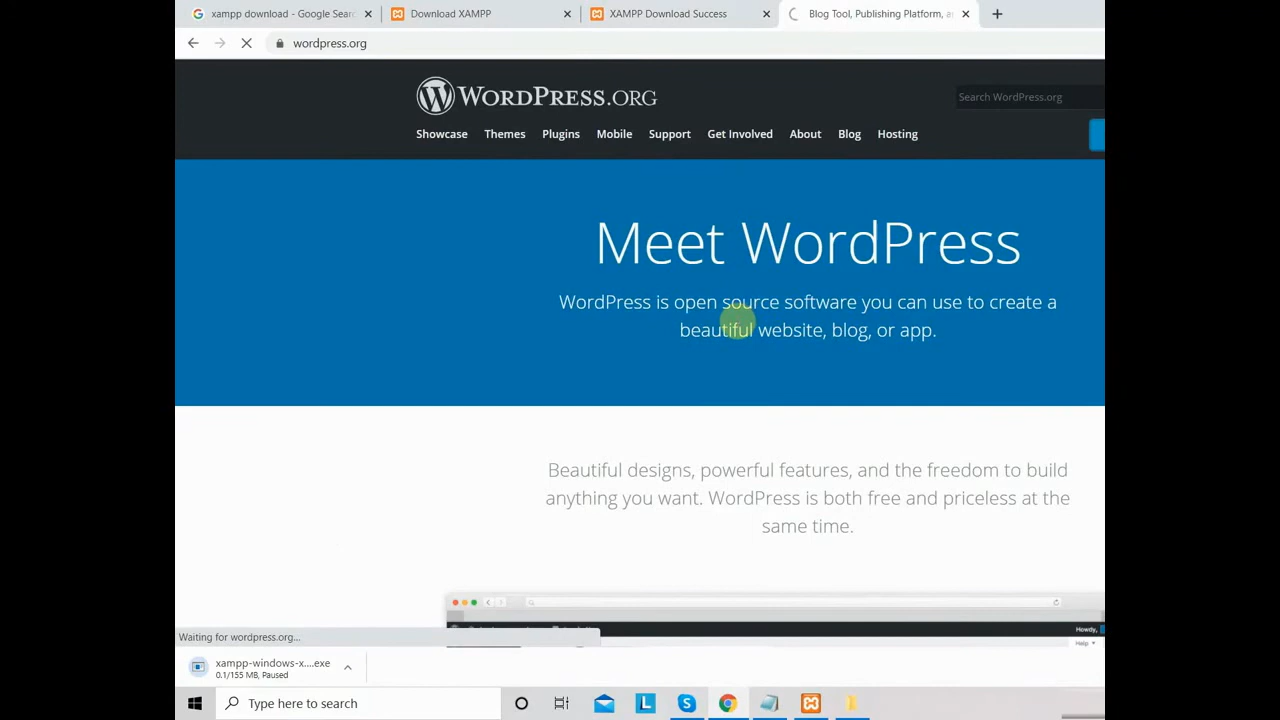 xampp download - Google Sear
Download XAMPP
XAMPP Download Success
Blog Tool, Publishing Platform, a
wordpress.org
WORDPRESS.ORG
Search WordPress.org
Showcase
Themes
Plugins
Mobile
Support
Get Involved
About
Blog
Hosting
Meet WordPress
WordPress is open source software you can use to create a
beautiful website, blog, or app.
Beautiful designs, powerful features, and the freedom to build
anything you want. WordPress is both free and priceless at the
same time.
Howdy,
Help
Waiting for wordpress.org...
xampp-windows-x....exe
0.1/155 MB, Paused
Type here to search